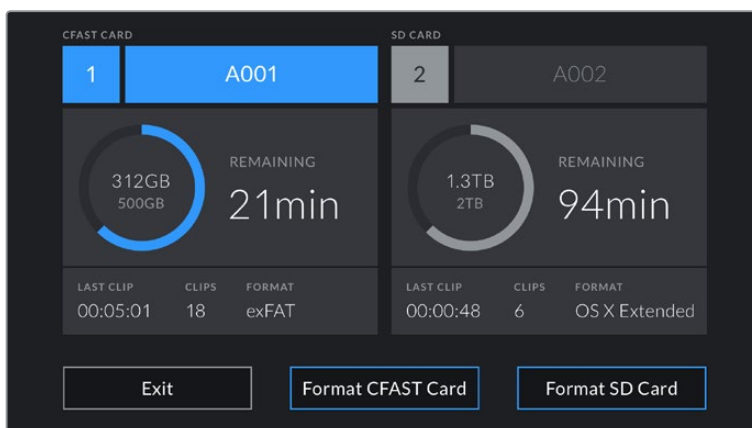 CFAST CARD
1 A001
312GB
500GB
REMAINING
21min
LAST CLIP CLIPS FORMAT
00:05:01 18 exFAT
SD CARD
2 A002
1.3TB
2TB
REMAINING
94min
LAST CLIP CLIPS FORMAT
00:00:48 6 OS X Extended
Exit
Format CFAST Card
Format SD Card